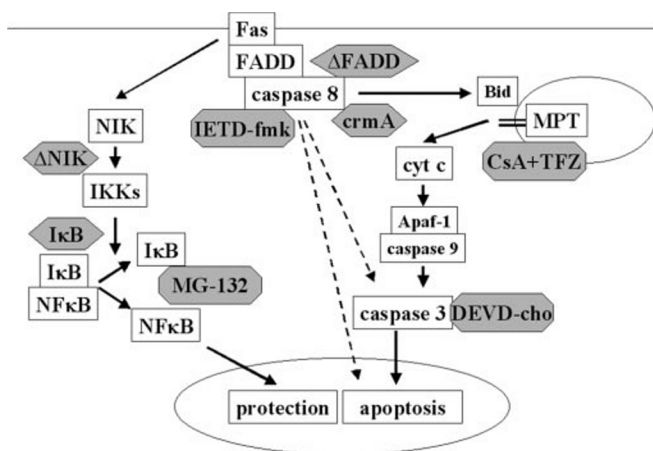 Fas
FADD
ΔFADD
caspase 8
Bid
IETD-fmk
crmA
MPT
NIK
CsA+TFZ
ΔNIK
cyt c
IKKs
Apaf-1
caspase 9
IκB
IκB
IκB
MG-132
NFκB
caspase 3
DEVD-cho
NFκB
protection
apoptosis